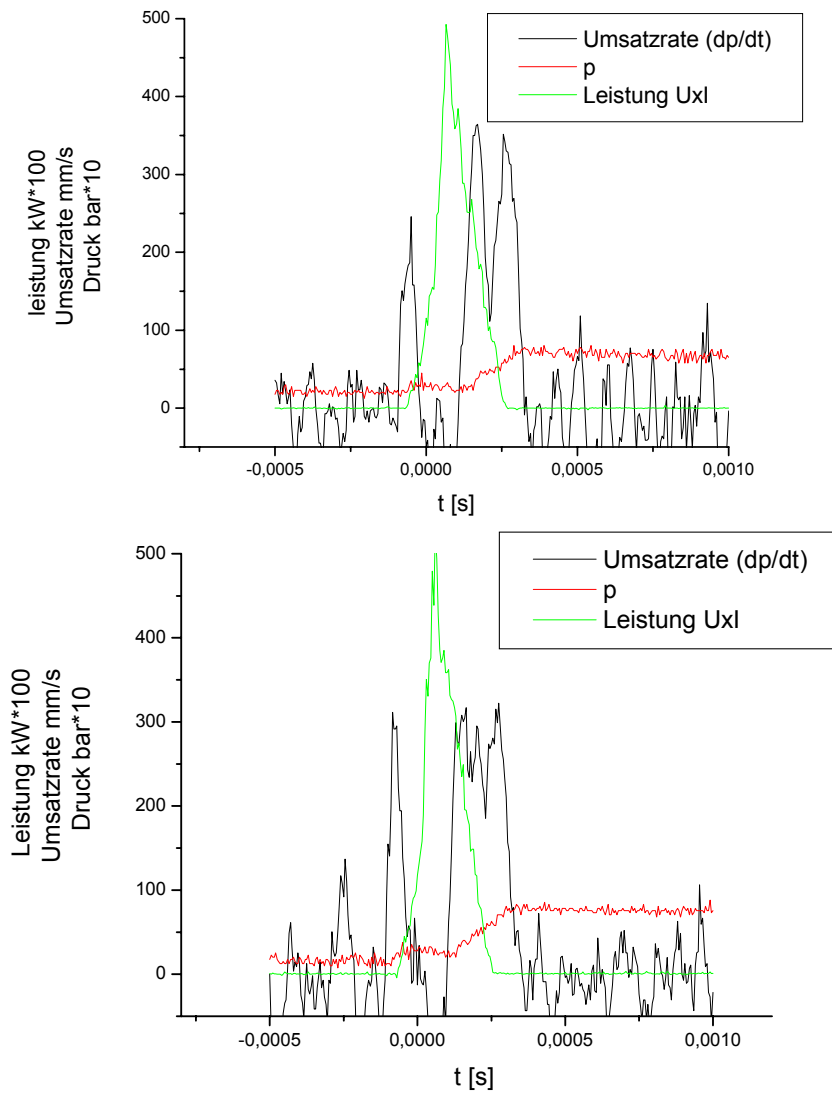 500
400
300
200
100
0
leistung kW*100
Umsatzrate mm/s
Druck bar*10
Umsatzrate (dp/dt)
p
Leistung UxI
-0,0005
0,0000
0,0005
0,0010
t [s]
500
400
300
200
100
0
Leistung kW*100
Umsatzrate mm/s
Druck bar*10
Umsatzrate (dp/dt)
p
Leistung UxI
-0,0005
0,0000
0,0005
0,0010
t [s]